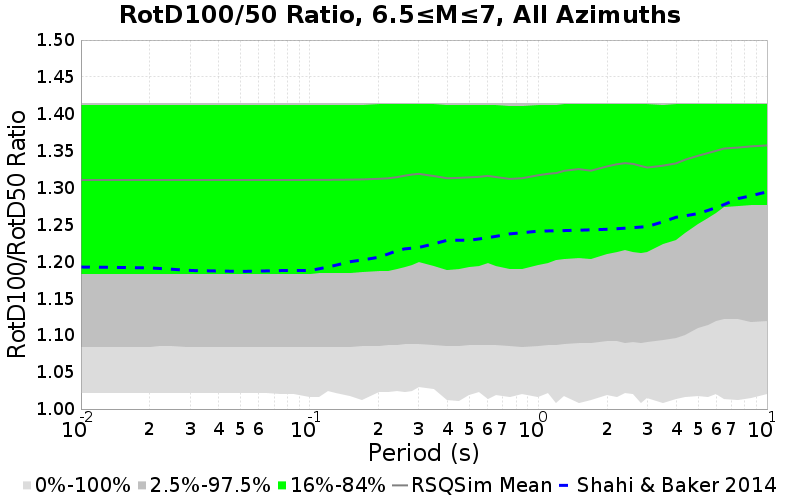 RotD100/50 Ratio, 6.5≤M≤7, All Azimuths
RotD100/RotD50 Ratio
1.50
1.45
1.40
1.35
1.30
1.25
1.20
1.15
1.10
1.05
1.00
10-2 2 3 4 5 6 10-1 2 3 4 5 6 7 100 2 3 4 5 6 7 101
Period (s)
0%-100% 2.5%-97.5% 16%-84% RSQSim Mean Shahi & Baker 2014